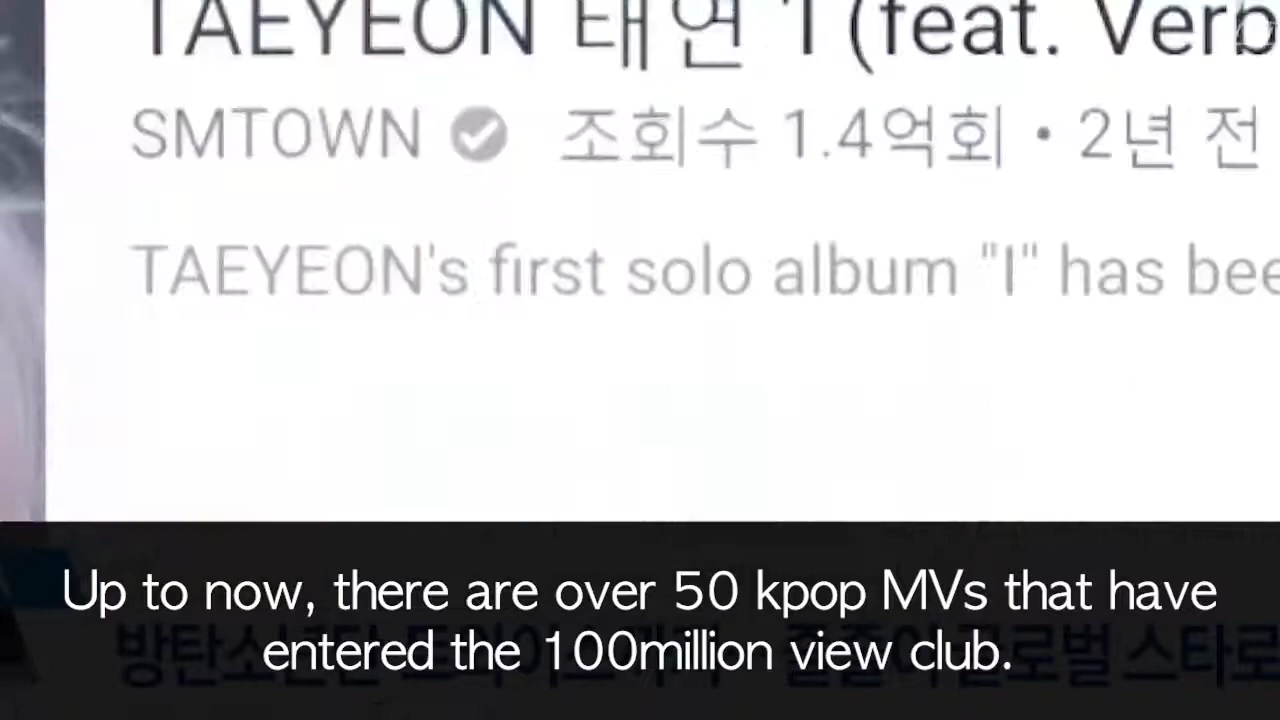 TAEYEON 태연 'I (feat. Verb
SMTOWN 조회수 1.4억회 • 2년 전
TAEYEON's first solo album "I" has bee
Up to now, there are over 50 kpop MVs that have
entered the 100million view club.